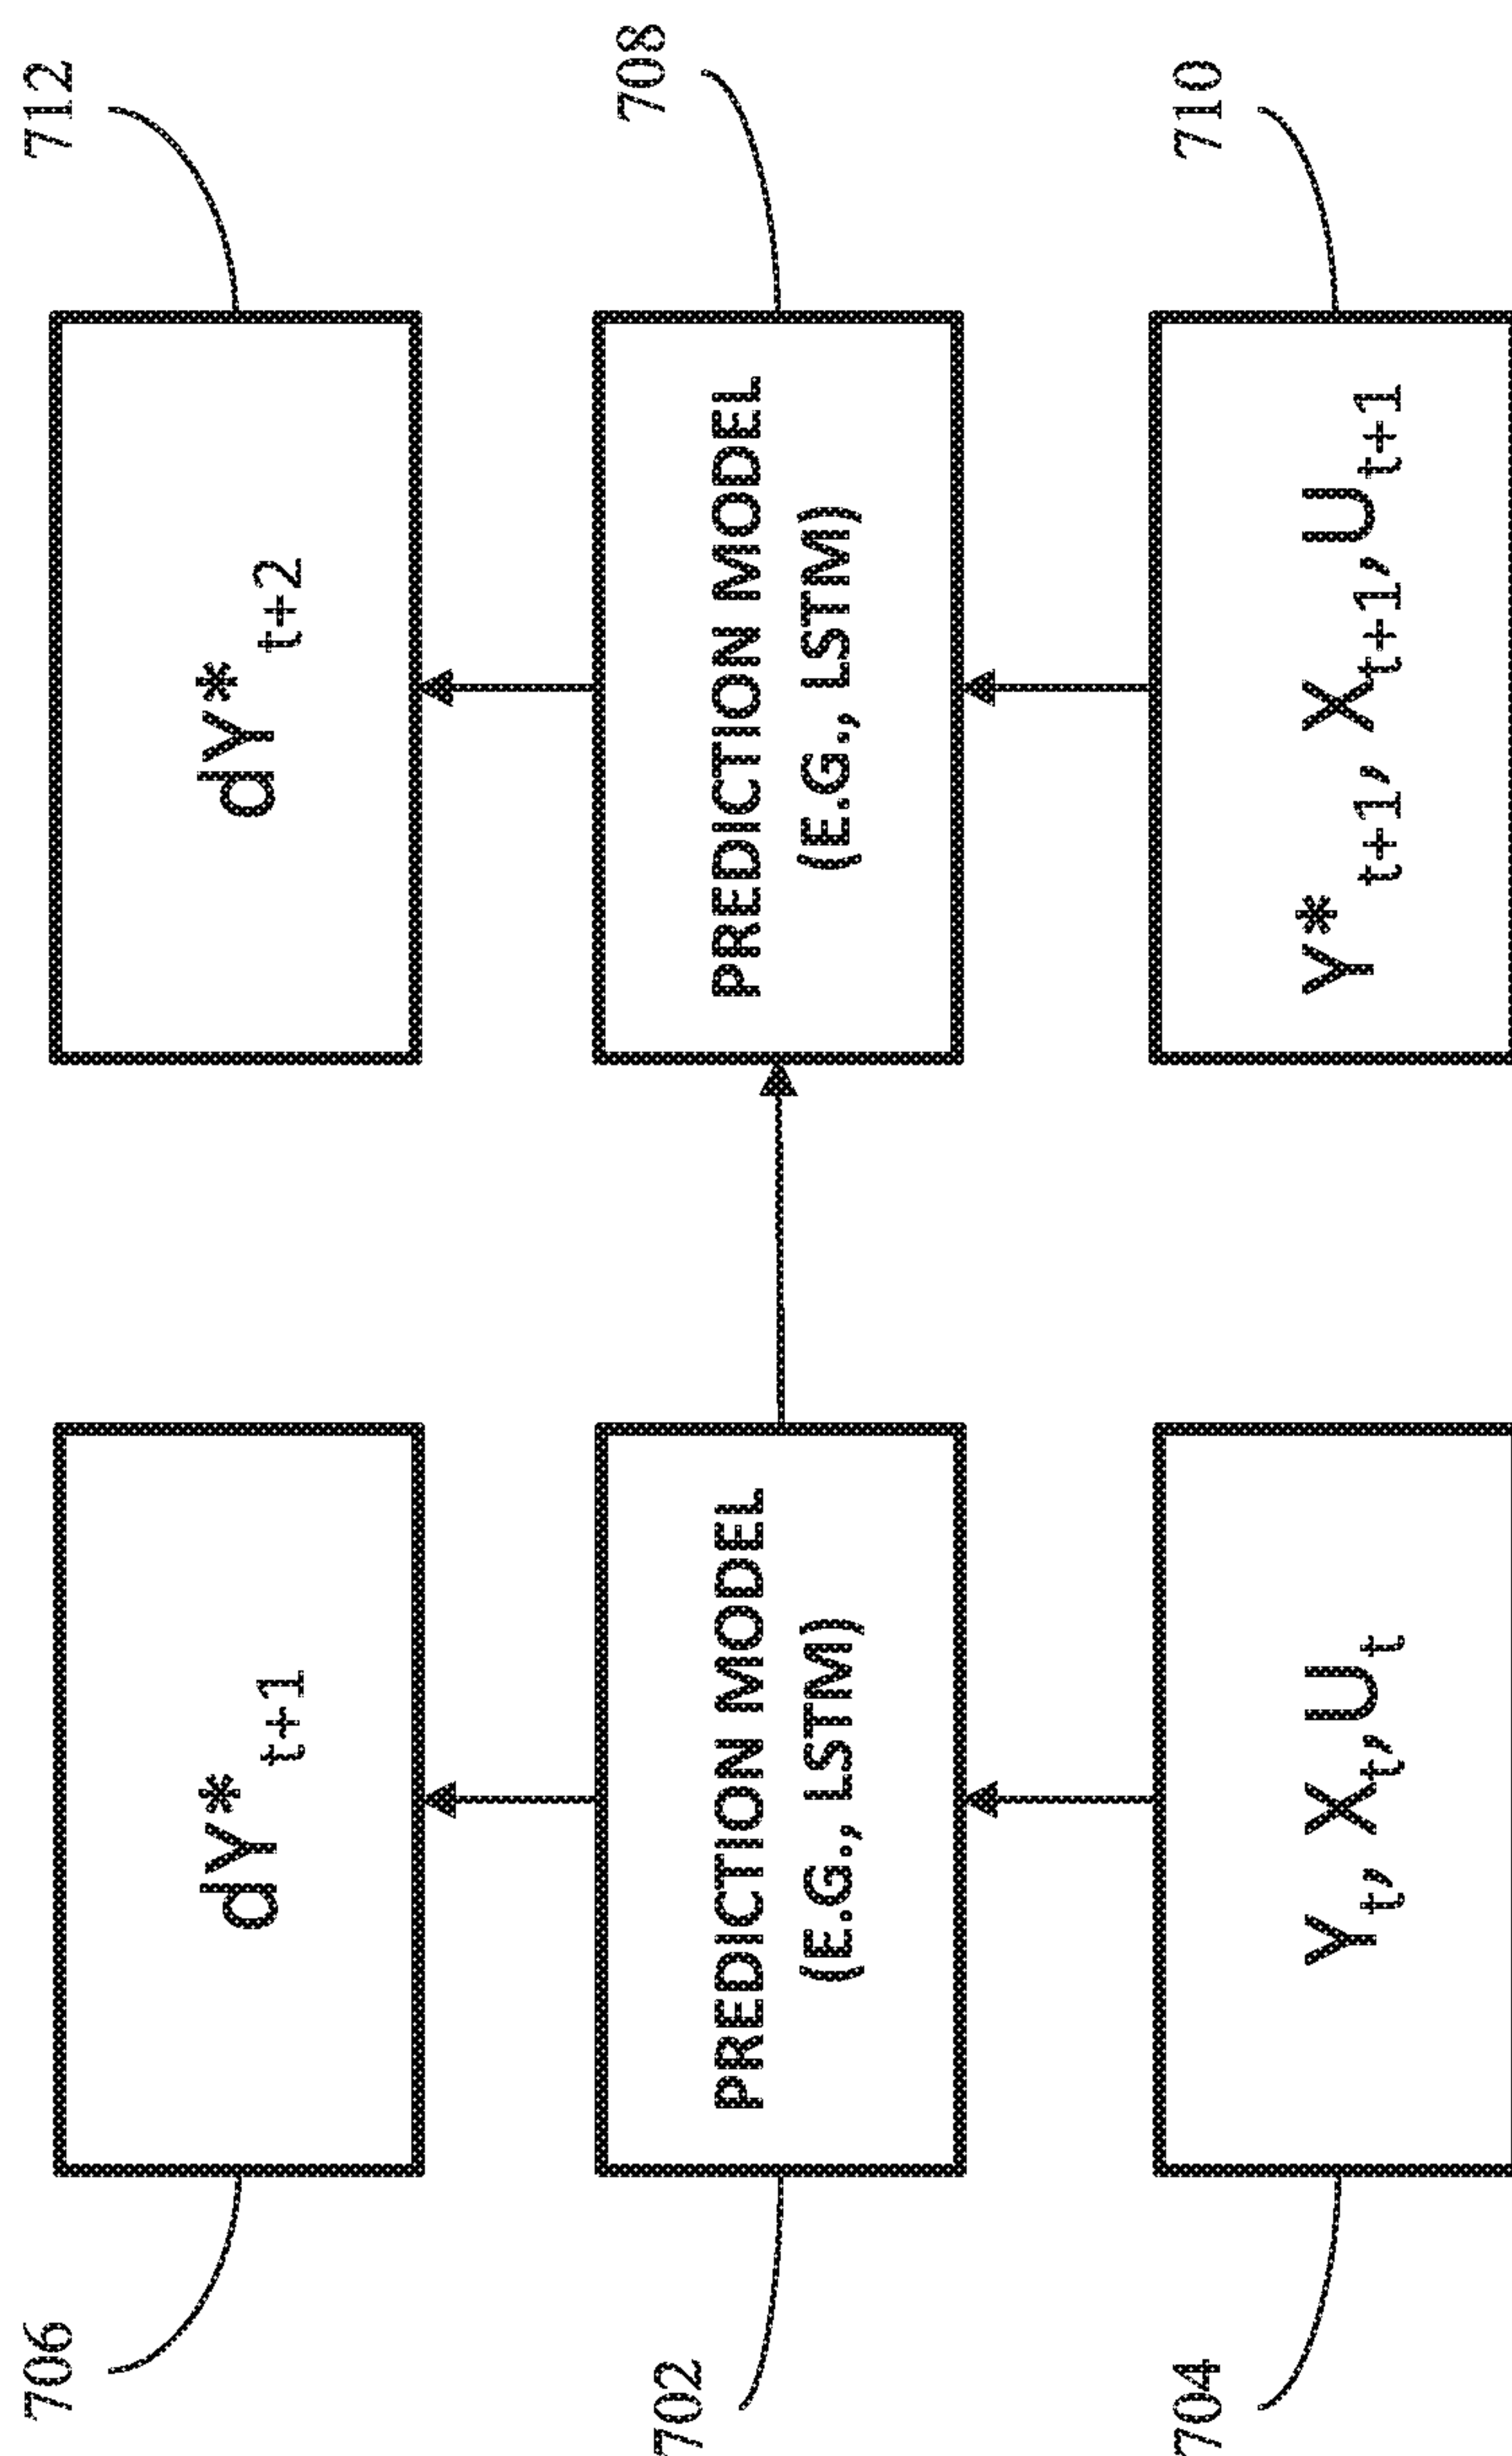 706
dY*t+1
dY*t+2
712
702
PREDICTION MODEL
(E.G., LSTM)
PREDICTION MODEL
(E.G., LSTM)
708
704
Yt, Xt,Ut
Y*t+1, Xt+1,Ut+1
710